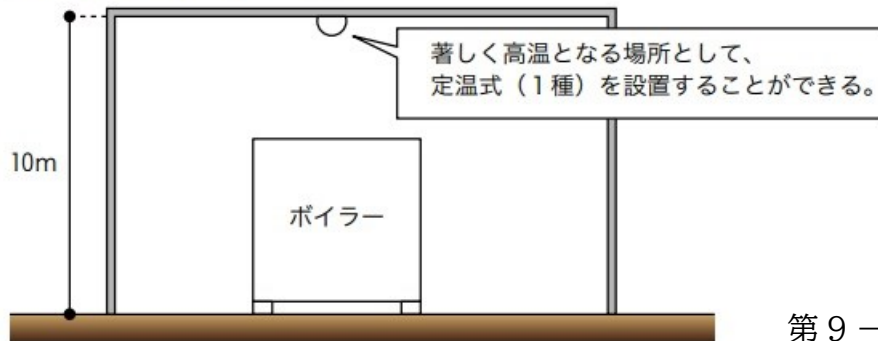 著しく高温となる場所として、
定温式（１種）を設置することができる。
10m
ボイラー
第９－